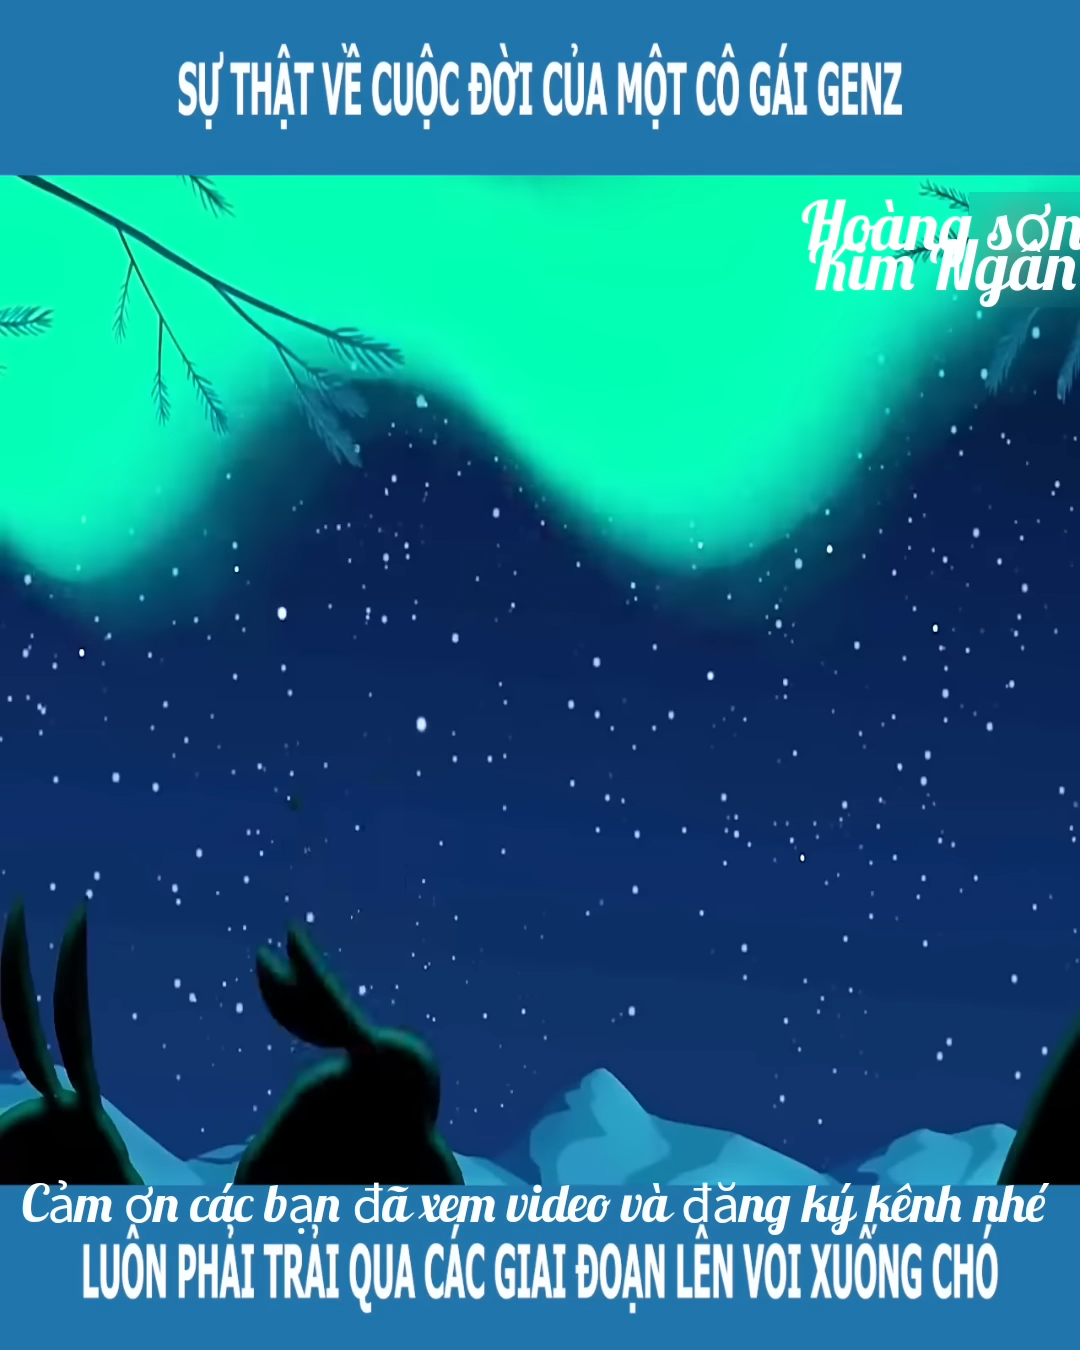 SỰ THẬT VỀ CUỘC ĐỜI CỦA MỘT CÔ GÁI GENZ
Hoàng sơn
Kim Ngân
Cảm ơn các bạn đã xem video và đăng ký kênh nhé
LUÔN PHẢI TRẢI QUA CÁC GIAI ĐOẠN LÊN VOI XUỐNG CHÓ